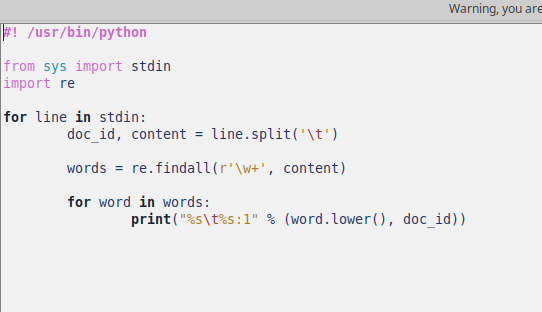 Warning, you are
#! /usr/bin/python
from sys import stdin
import re
for line in stdin:
        doc_id, content = line.split('\t')
        words = re.findall(r'\w+', content)
        for word in words:
                print("%s\t%s:1" % (word.lower(), doc_id))